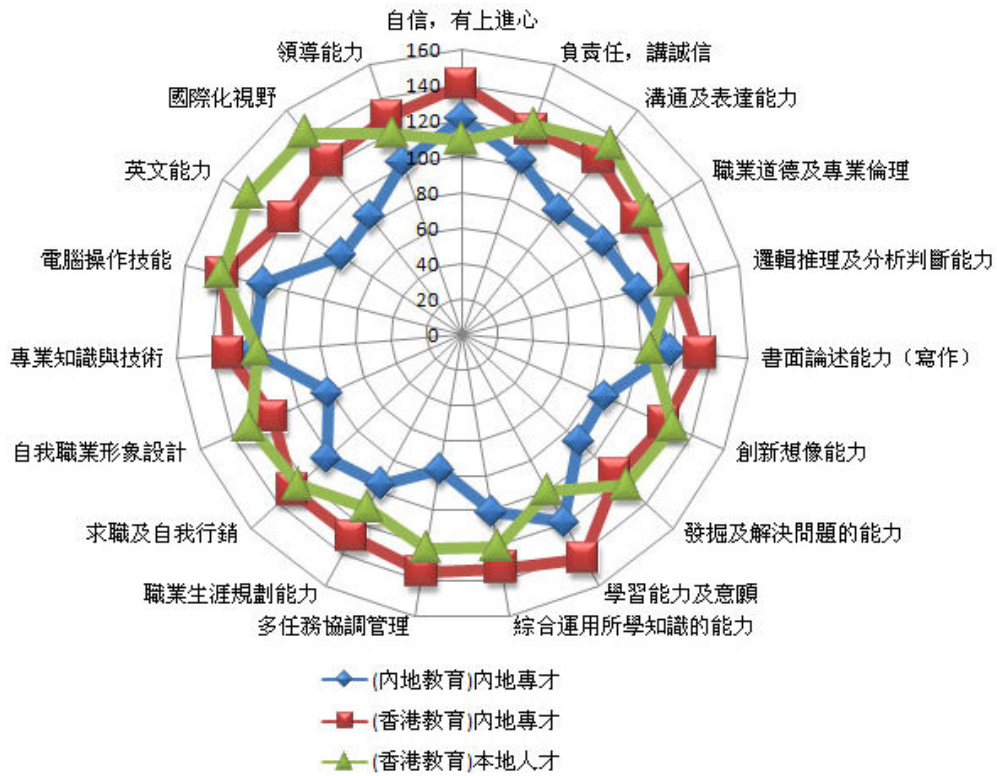 自信，有上進心
領導能力
負責任，講誠信
國際化視野
溝通及表達能力
英文能力
職業道德及專業倫理
電腦操作技能
邏輯推理及分析判斷能力
專業知識與技術
書面論述能力（寫作）
自我職業形象設計
創新想像能力
求職及自我行銷
發掘及解決問題的能力
職業生涯規劃能力
學習能力及意願
多任務協調管理
綜合運用所學知識的能力
160
140
120
100
80
60
40
20
0
(內地教育)內地專才
(香港教育)內地專才
(香港教育)本地人才